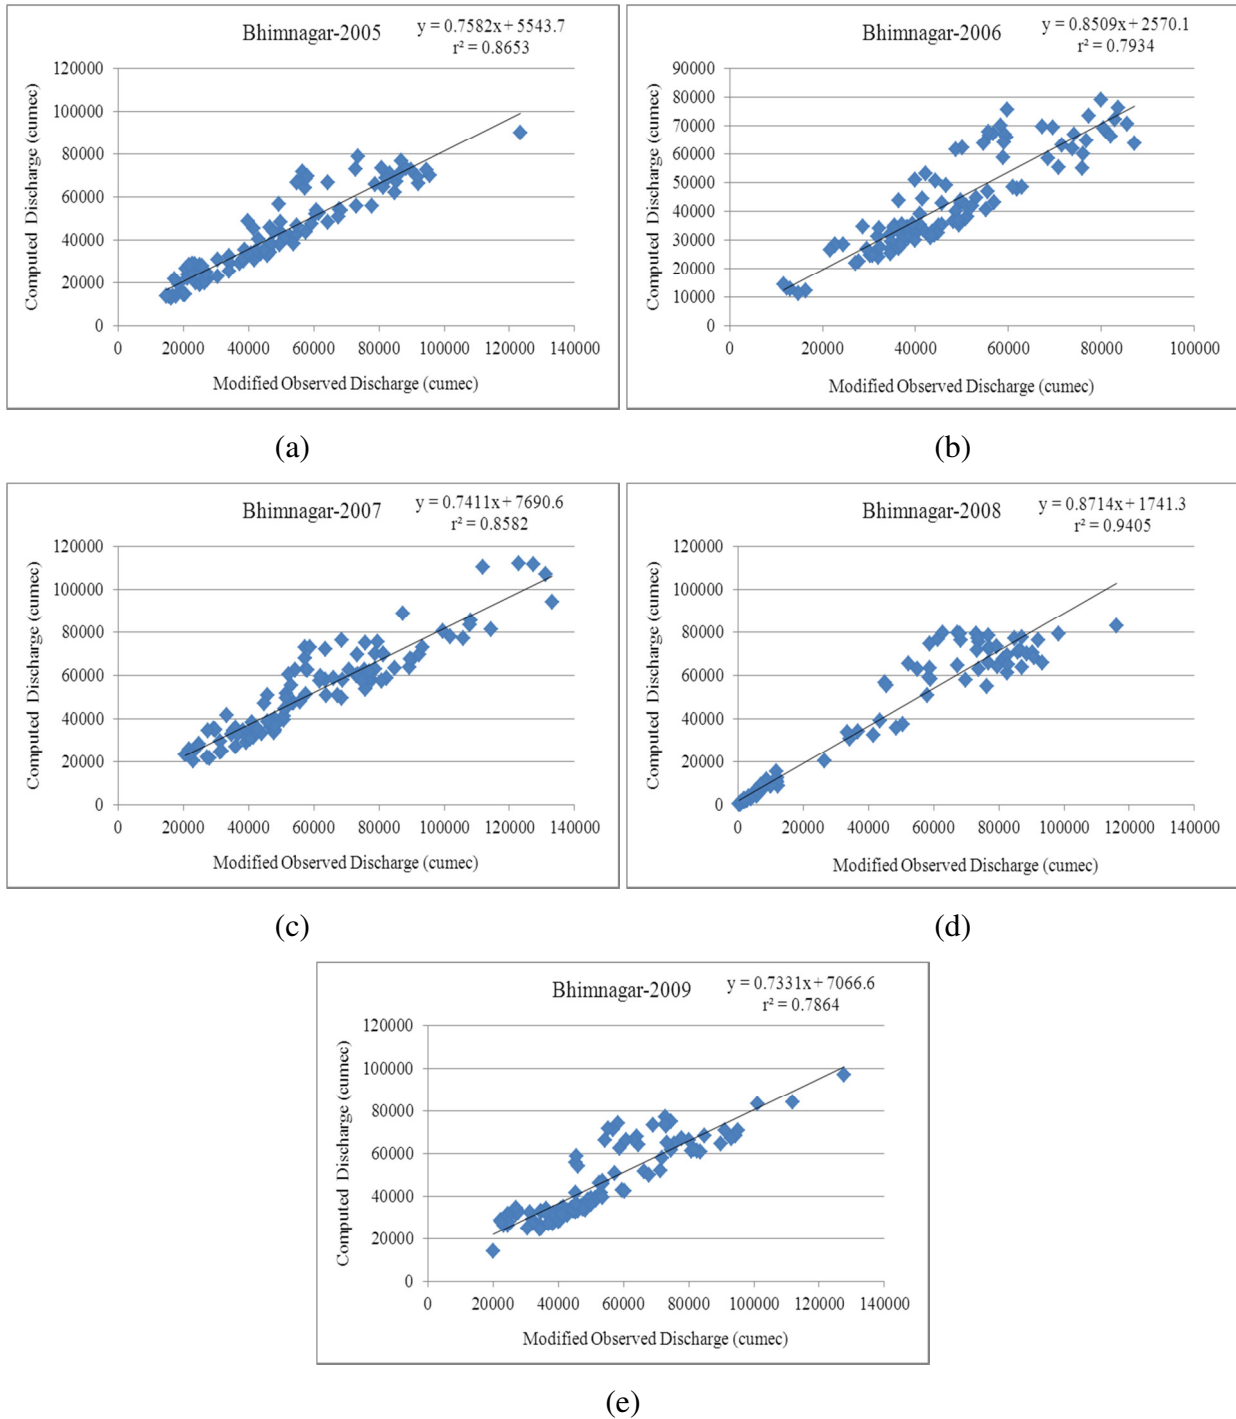 Bhimnagar-2005
y = 0.7582x + 5543.7
r² = 0.8653
Computed Discharge (cumec)
120000
100000
80000
60000
40000
20000
0
0 20000 40000 60000 80000 100000 120000 140000
Modified Observed Discharge (cumec)
(a)
Bhimnagar-2006
y = 0.8509x + 2570.1
r² = 0.7934
Computed Discharge (cumec)
90000
80000
70000
60000
50000
40000
30000
20000
10000
0
0 20000 40000 60000 80000 100000
Modified Observed Discharge (cumec)
(b)
Bhimnagar-2007
y = 0.7411x + 7690.6
r² = 0.8582
Computed Discharge (cumec)
120000
100000
80000
60000
40000
20000
0
0 20000 40000 60000 80000 100000 120000 140000
Modified Observed Discharge (cumec)
(c)
Bhimnagar-2008
y = 0.8714x + 1741.3
r² = 0.9405
Computed Discharge (cumec)
120000
100000
80000
60000
40000
20000
0
0 20000 40000 60000 80000 100000 120000 140000
Modified Observed Discharge (cumec)
(d)
Bhimnagar-2009
y = 0.7331x + 7066.6
r² = 0.7864
Computed Discharge (cumec)
120000
100000
80000
60000
40000
20000
0
0 20000 40000 60000 80000 100000 120000 140000
Modified Observed Discharge (cumec)
(e)